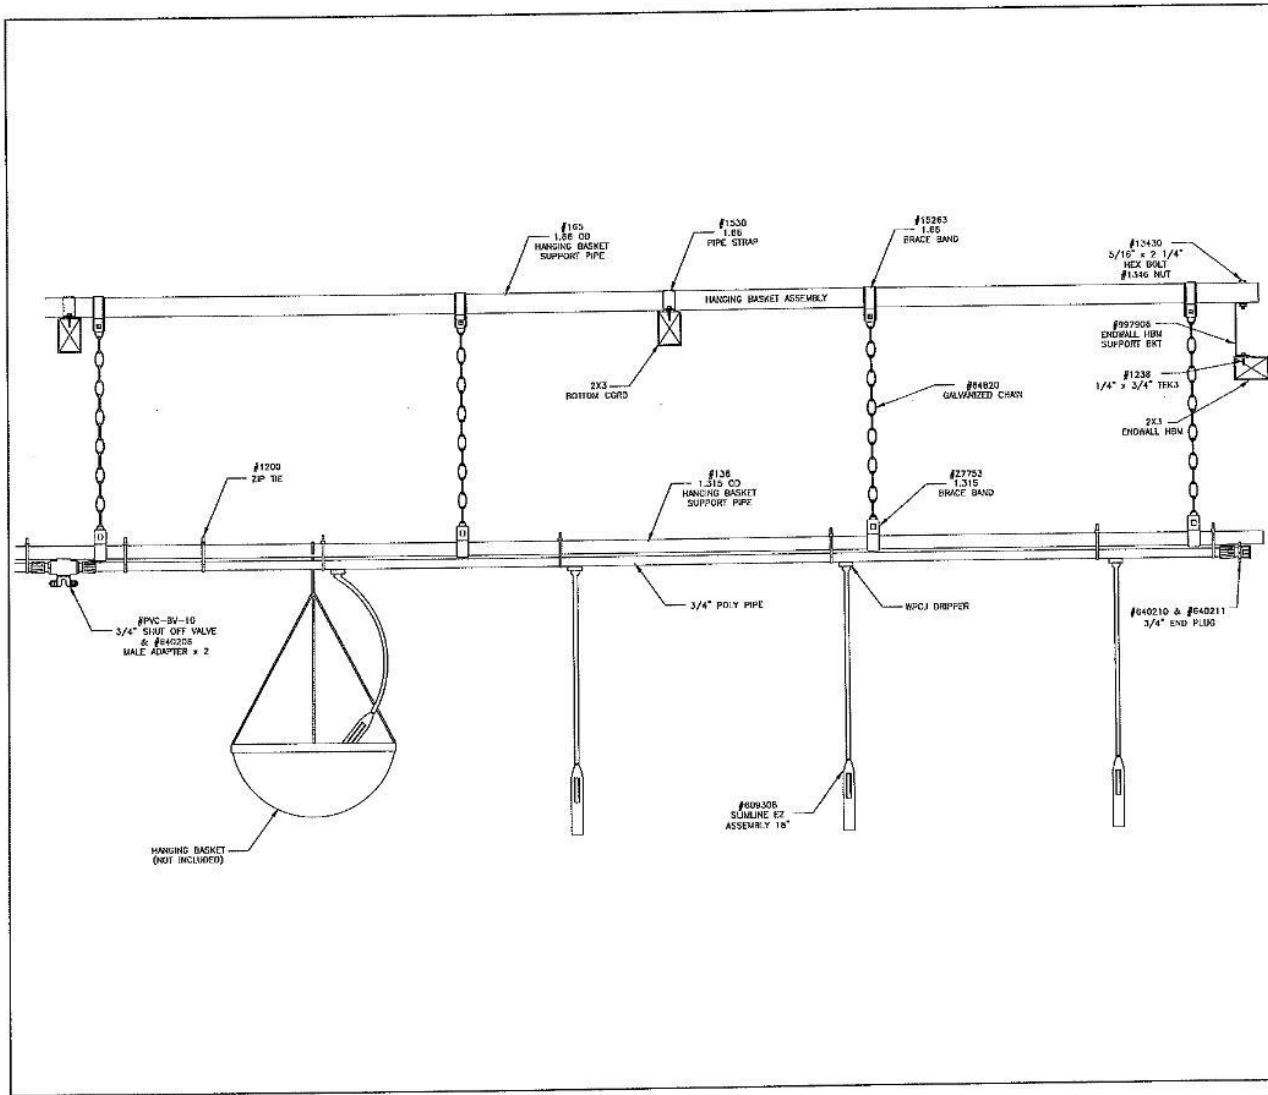 #165
1.66 OD
HANGING BASKET
SUPPORT PIPE
#1530
1.66
PIPE STRAP
#15263
1.66
BRACE BAND
#13430
5/16" x 2 1/4"
HEX BOLT
#1346 NUT
HANGING BASKET ASSEMBLY
#997906
ENDWALL HBM
SUPPORT BKT
#1238
1/4" x 3/4" TEK3
2X3
BOTTOM CORD
#64820
GALVANIZED CHAIN
2X3
ENDWALL HBM
#1200
ZIP TIE
#136
1.315 OD
HANGING BASKET
SUPPORT PIPE
#27753
1.315
BRACE BAND
#PVC-BV-10
3/4" SHUT OFF VALVE
& #640206
MALE ADAPTER x 2
3/4" POLY PIPE
WPCJ DRIPPER
#640210 & #640211
3/4" END PLUG
#609306
SLIMLINE EZ
ASSEMBLY 18"
HANGING BASKET
(NOT INCLUDED)